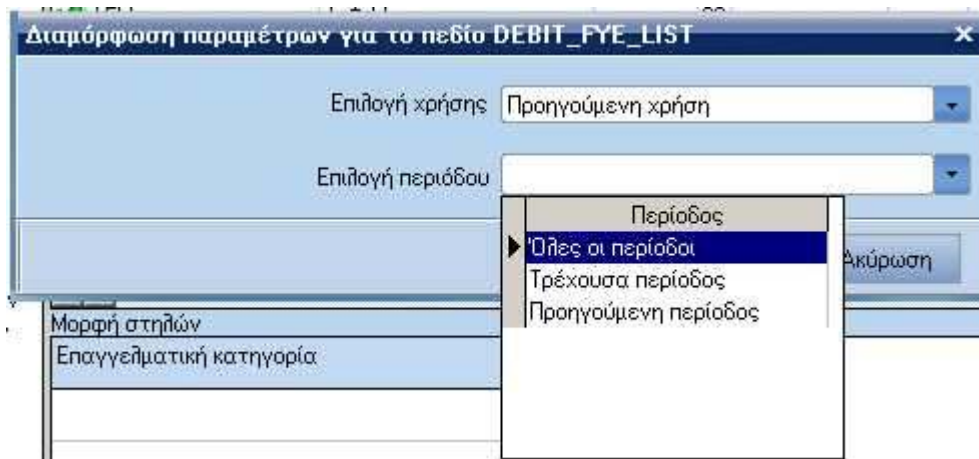 Διαμόρφωση παραμέτρων για το πεδίο DEBIT_FYE_LIST
Επιλογή χρήσης Προηγούμενη χρήση
Επιλογή περιόδου
Περίοδος
Όλες οι περίοδοι
Τρέχουσα περίοδος
Προηγούμενη περίοδος
Ακύρωση
Μορφή στηλών
Επαγγελματική κατηγορία